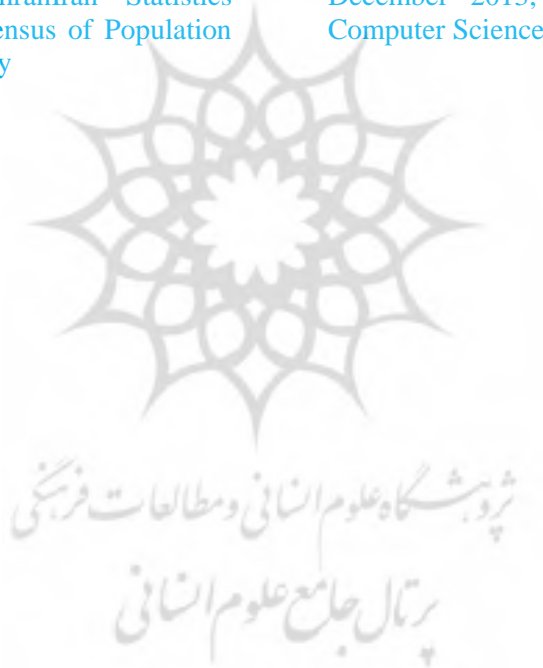 Statistics
ensus of Population
y
December 2015,
Computer Science
پژوهشگاه علوم انسانی و مطالعات فرهنگی
پرتال جامع علوم انسانی